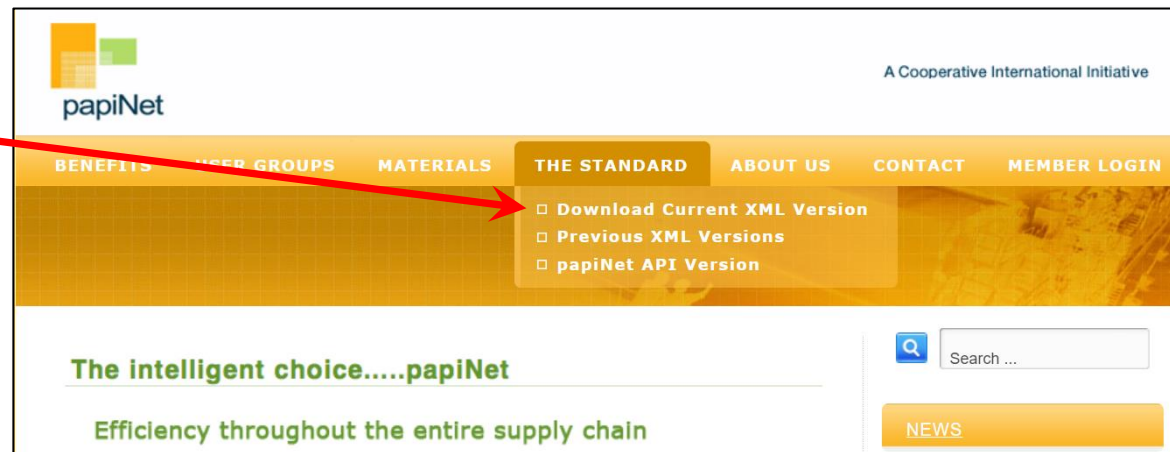 papiNet
A Cooperative International Initiative
BENEFITS USER GROUPS MATERIALS THE STANDARD ABOUT US CONTACT MEMBER LOGIN
Download Current XML Version
Previous XML Versions
papiNet API Version
The intelligent choice.....papiNet
Search ...
Efficiency throughout the entire supply chain
NEWS